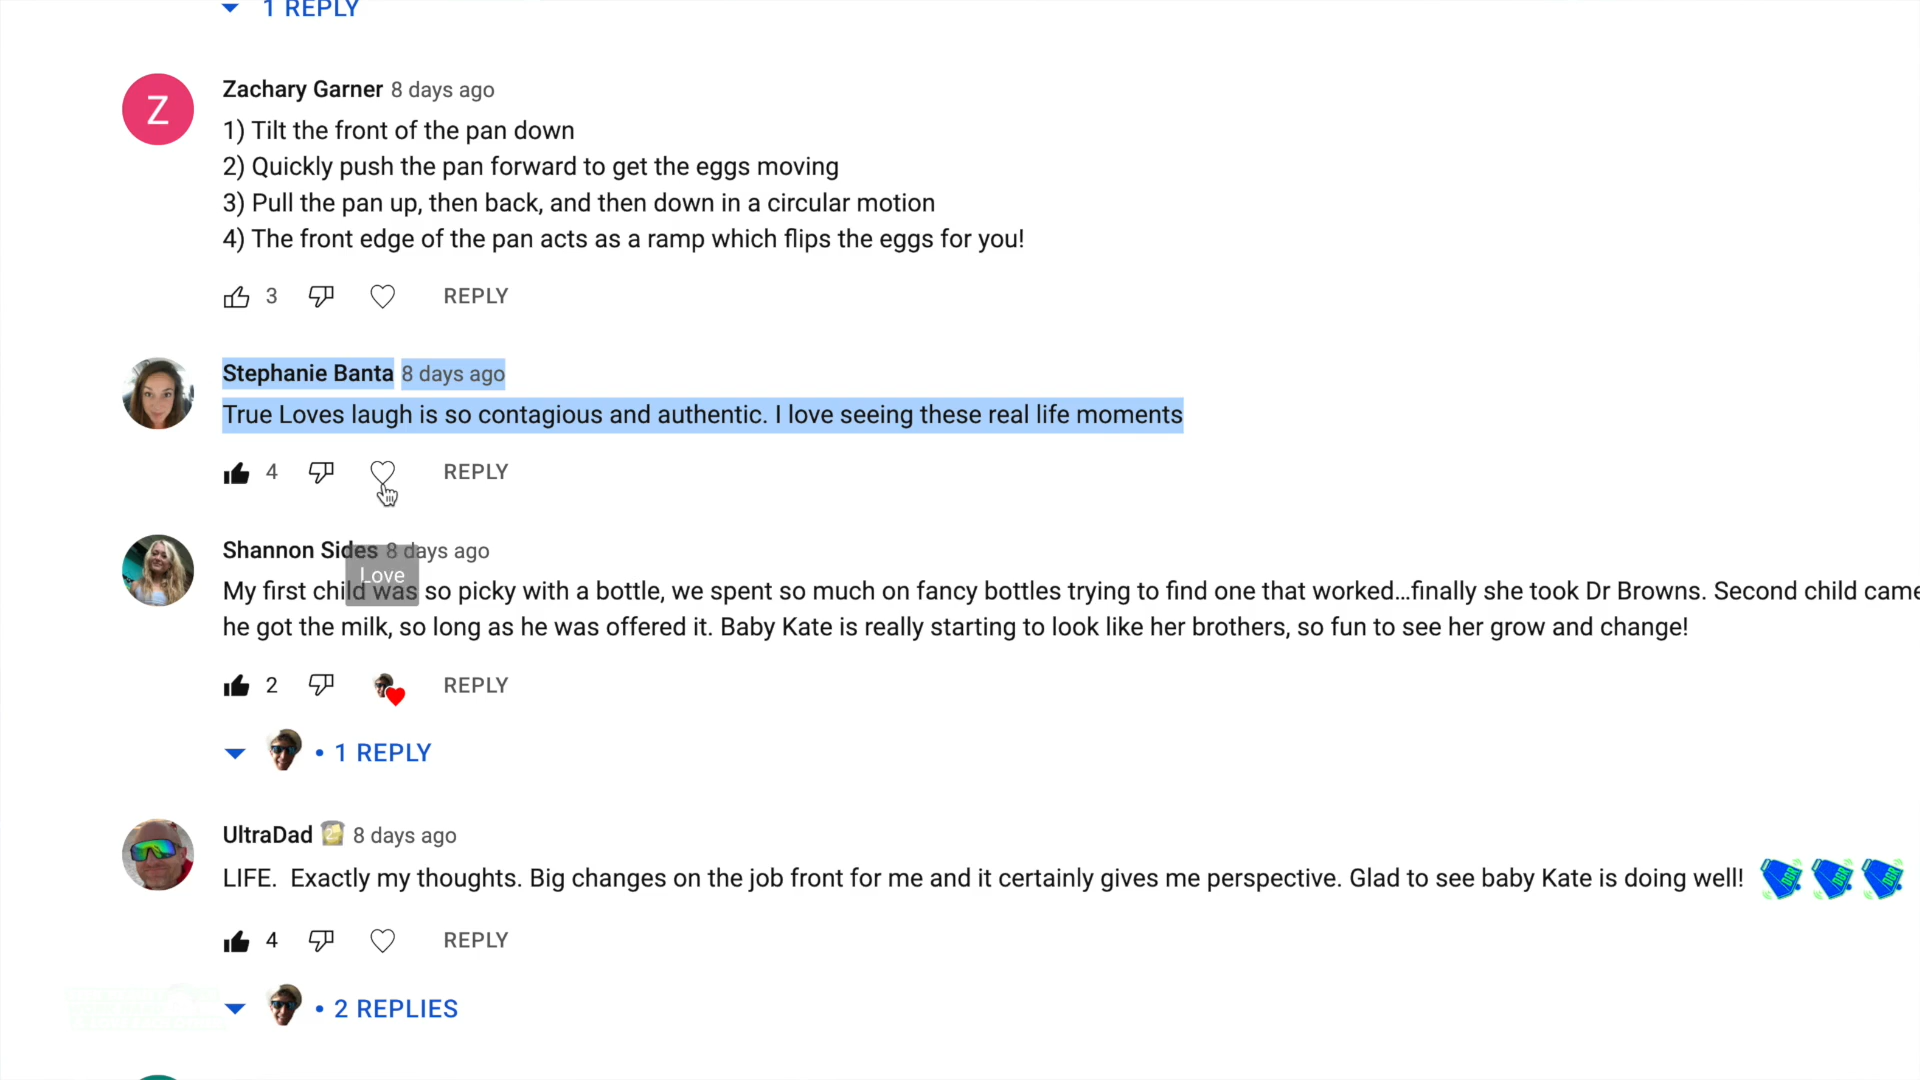 1 REPLY
Z
Zachary Garner 8 days ago
1) Tilt the front of the pan down
2) Quickly push the pan forward to get the eggs moving
3) Pull the pan up, then back, and then down in a circular motion
4) The front edge of the pan acts as a ramp which flips the eggs for you!
3 REPLY
Stephanie Banta 8 days ago
True Loves laugh is so contagious and authentic. I love seeing these real life moments
4 REPLY
Shannon Sides 8 days ago
Love
My first child was so picky with a bottle, we spent so much on fancy bottles trying to find one that worked...finally she took Dr Browns. Second child came
he got the milk, so long as he was offered it. Baby Kate is really starting to look like her brothers, so fun to see her grow and change!
2 REPLY
• 1 REPLY
UltraDad 8 days ago
LIFE. Exactly my thoughts. Big changes on the job front for me and it certainly gives me perspective. Glad to see baby Kate is doing well! DGR DGR DGR
4 REPLY
• 2 REPLIES